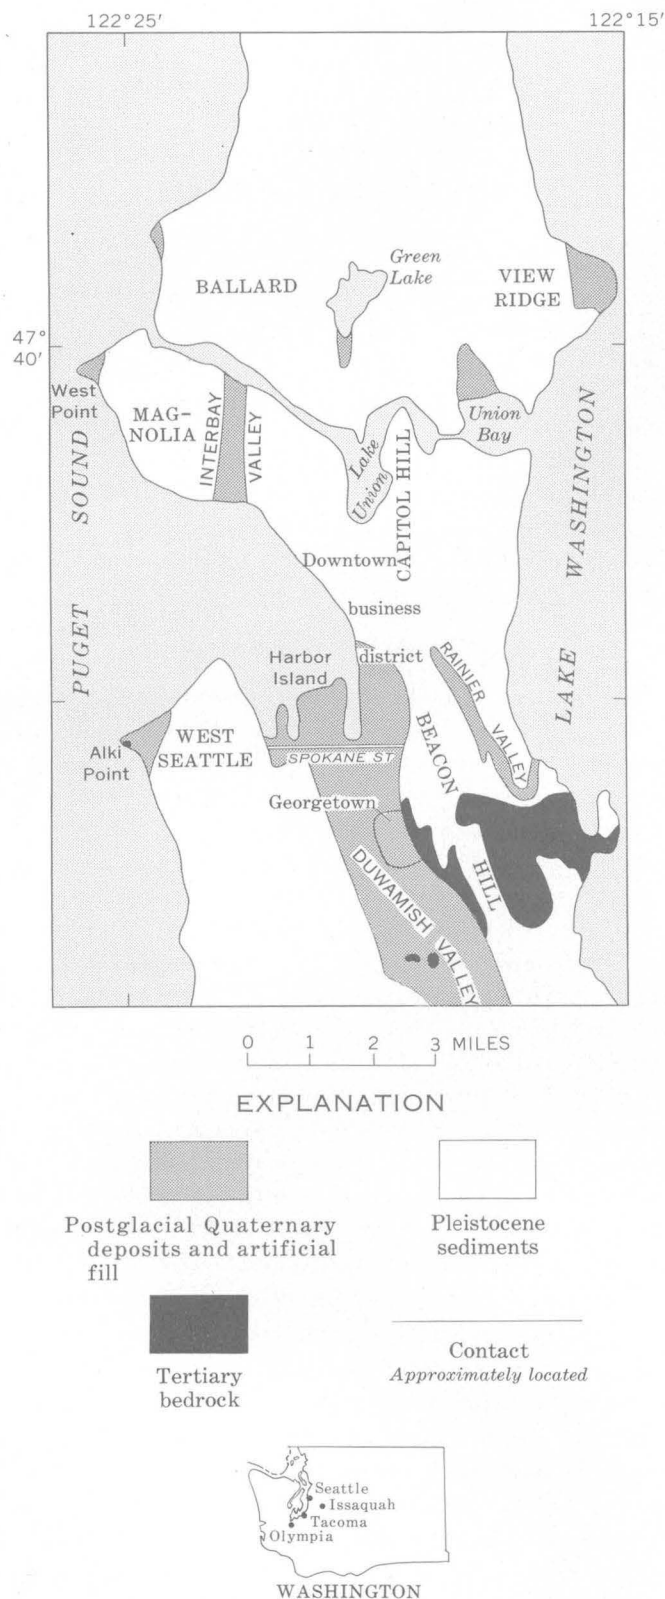 122°25'
122°15'
Green
Lake
BALLARD
VIEW
RIDGE
47°
40'
West
Point
MAG-
NOLIA
INTERBAY
VALLEY
Union
Bay
Lake
Union
CAPITOL HILL
PUGET SOUND
LAKE WASHINGTON
Downtown
business
district
Harbor
Island
RAINIER VALLEY
BEACON HILL
WEST
SEATTLE
Alki
Point
SPOKANE ST
Georgetown
DUWAMISH VALLEY
0 1 2 3 MILES
EXPLANATION
Postglacial Quaternary
deposits and artificial
fill
Pleistocene
sediments
Tertiary
bedrock
Contact
Approximately located
Seattle
Issaquah
Tacoma
Olympia
WASHINGTON